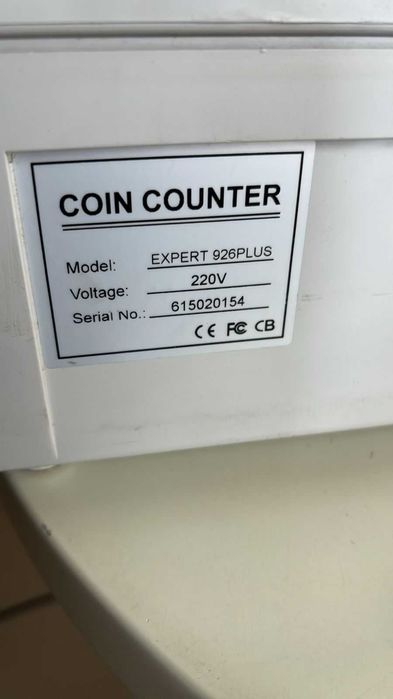 COIN COUNTER
Model: EXPERT 926PLUS
Voltage: 220V
Serial No.: 615020154
CE FC CB